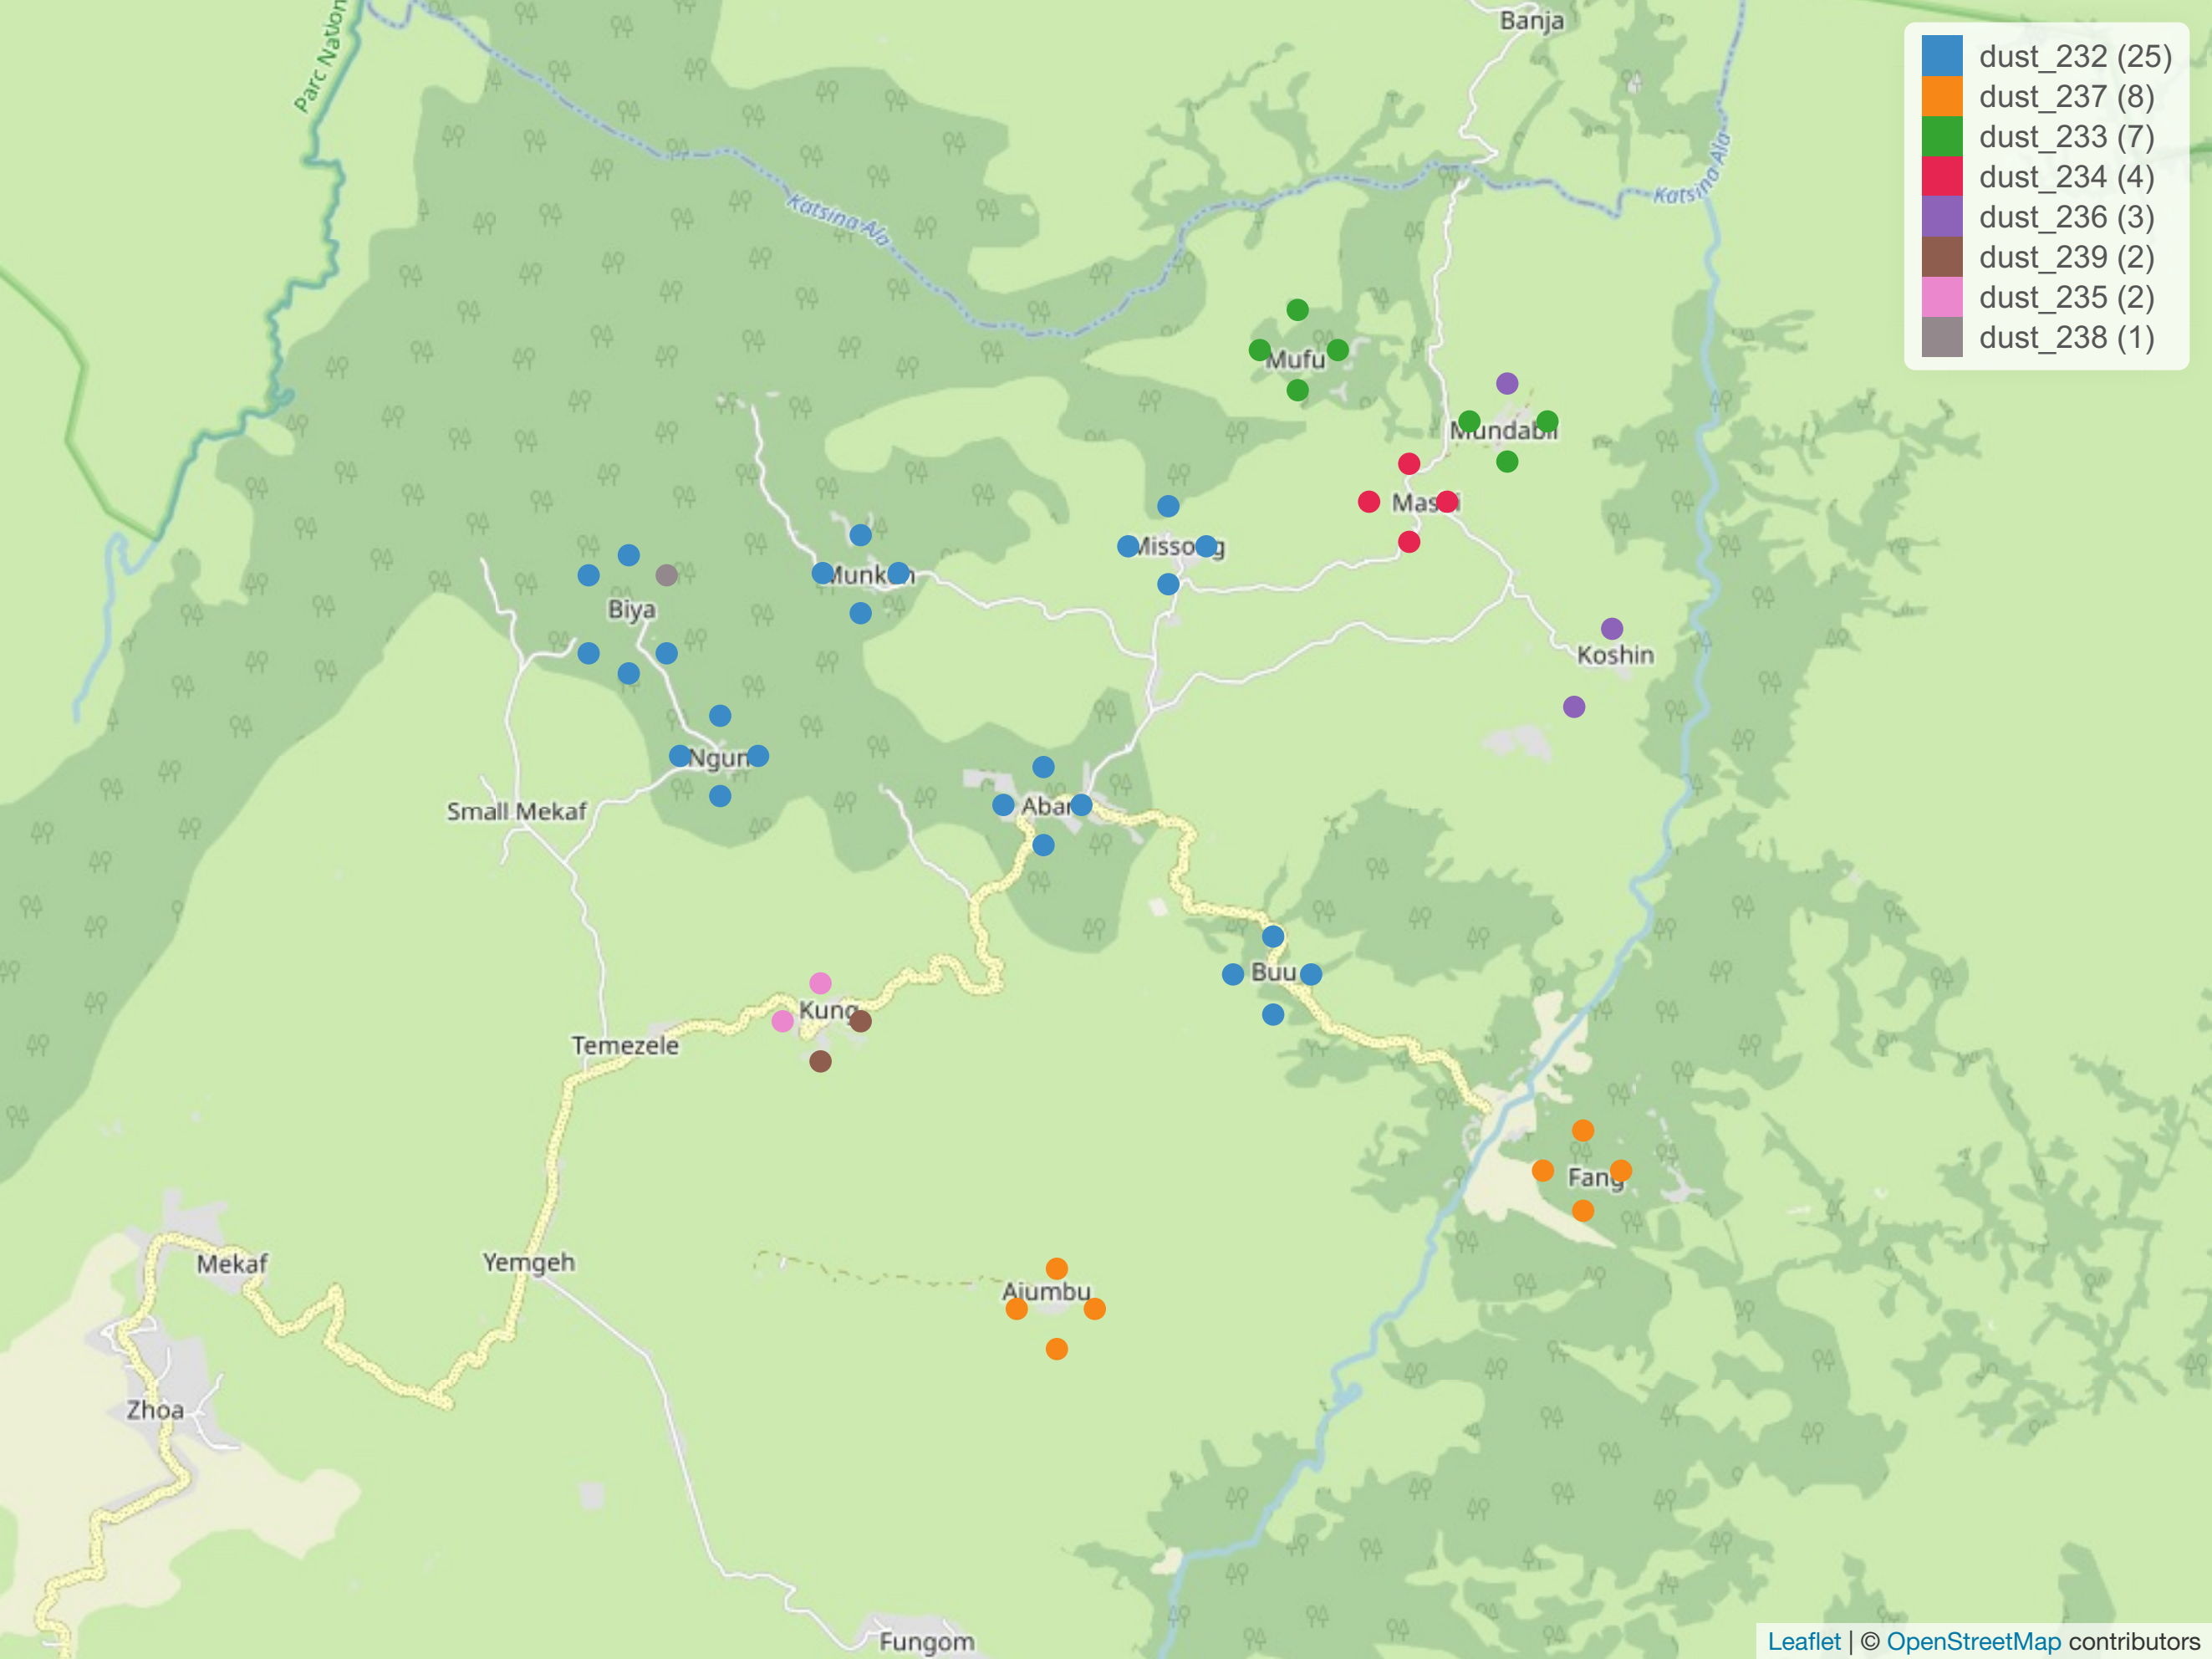 Parc Nation
Banja
dust_232 (25)
dust_237 (8)
dust_233 (7)
dust_234 (4)
dust_236 (3)
dust_239 (2)
dust_235 (2)
dust_238 (1)
Katsina Ala
Katsina Ala
Mufu
Mundabli
Missong
Munken
Biya
Koshin
Ngun
Small Mekaf
Abar
Buu
Kung
Temezele
Fang
Mekaf
Yemgeh
Ajumbu
Zhoa
Fungom
Leaflet | © OpenStreetMap contributors